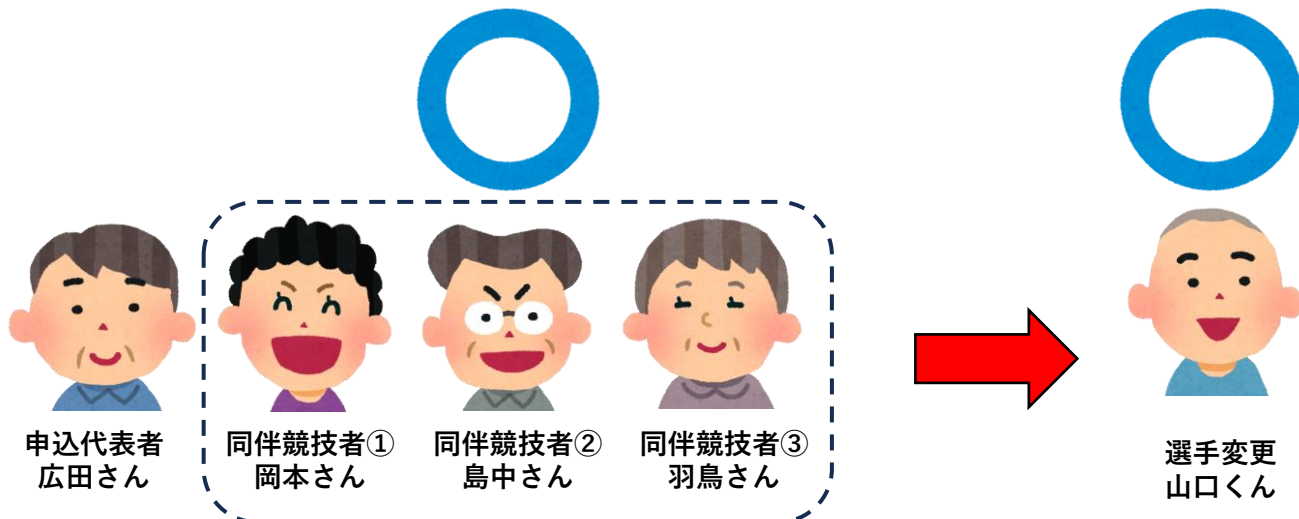 申込代表者
広田さん
同伴競技者①
岡本さん
同伴競技者②
島中さん
同伴競技者③
羽鳥さん
選手変更
山口くん